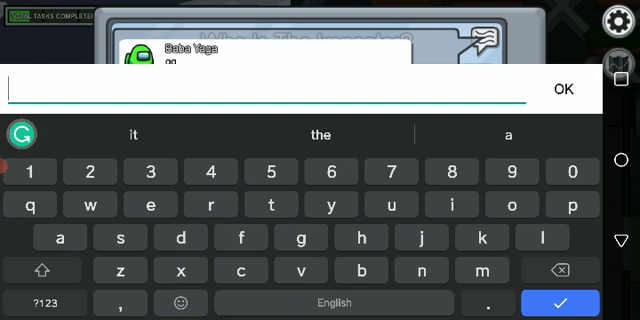 TOTAL TASKS COMPLETED
Who Is The Impostor?
Baba Yaga
gg
OK
it the a
1 2 3 4 5 6 7 8 9 0
q w e r t y u i o p
a s d f g h j k l
z x c v b n m
?123 , English .